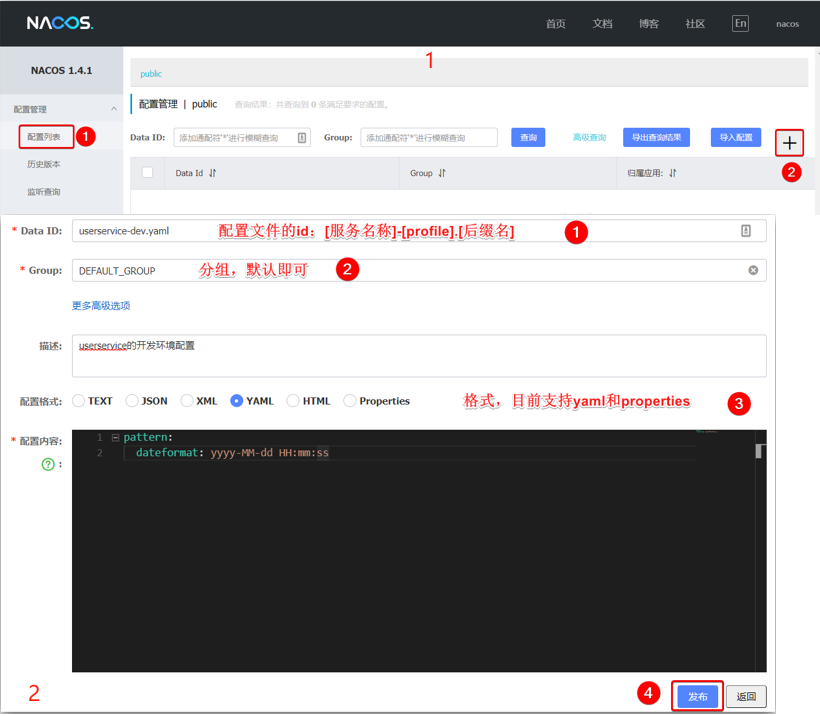 NACOS.
首页 文档 博客 社区 En nacos
NACOS 1.4.1
1
public
配置管理
配置管理 | public 查询结果：共查询到 0 条满足要求的配置。
配置列表 1
Data ID: 添加通配符'*'进行模糊查询 Group: 添加通配符'*'进行模糊查询 查询 高级查询 导出查询结果 导入配置 +
2
历史版本
Data Id Group 归属应用:
监听查询
* Data ID: userservice-dev.yaml 配置文件的id：[服务名称]-[profile].[后缀名] 1
* Group: DEFAULT_GROUP 分组，默认即可 2
更多高级选项
描述: userservice的开发环境配置
配置格式: TEXT JSON XML YAML HTML Properties 格式，目前支持yaml和properties 3
* 配置内容: 1 pattern:
? : 2 dateformat: yyyy-MM-dd HH:mm:ss
2
4 发布 返回